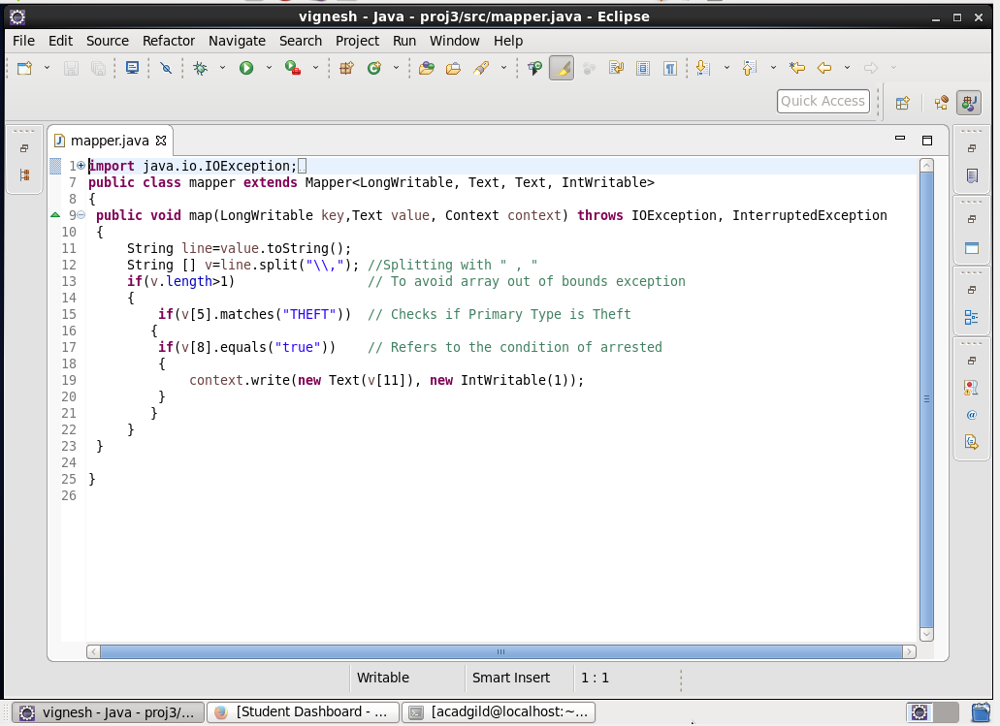 vignesh - Java - proj3/src/mapper.java - Eclipse
File Edit Source Refactor Navigate Search Project Run Window Help
Quick Access
mapper.java
1 import java.io.IOException;
7 public class mapper extends Mapper<LongWritable, Text, Text, IntWritable>
8 {
9 public void map(LongWritable key,Text value, Context context) throws IOException, InterruptedException
10 {
11 String line=value.toString();
12 String [] v=line.split("\\,"); //Splitting with " , "
13 if(v.length>1) // To avoid array out of bounds exception
14 {
15 if(v[5].matches("THEFT")) // Checks if Primary Type is Theft
16 {
17 if(v[8].equals("true")) // Refers to the condition of arrested
18 {
19 context.write(new Text(v[11]), new IntWritable(1));
20 }
21 }
22 }
23 }
24
25 }
26
Writable Smart Insert 1 : 1
vignesh - Java - proj3/... [Student Dashboard - ... [acadgild@localhost:~...